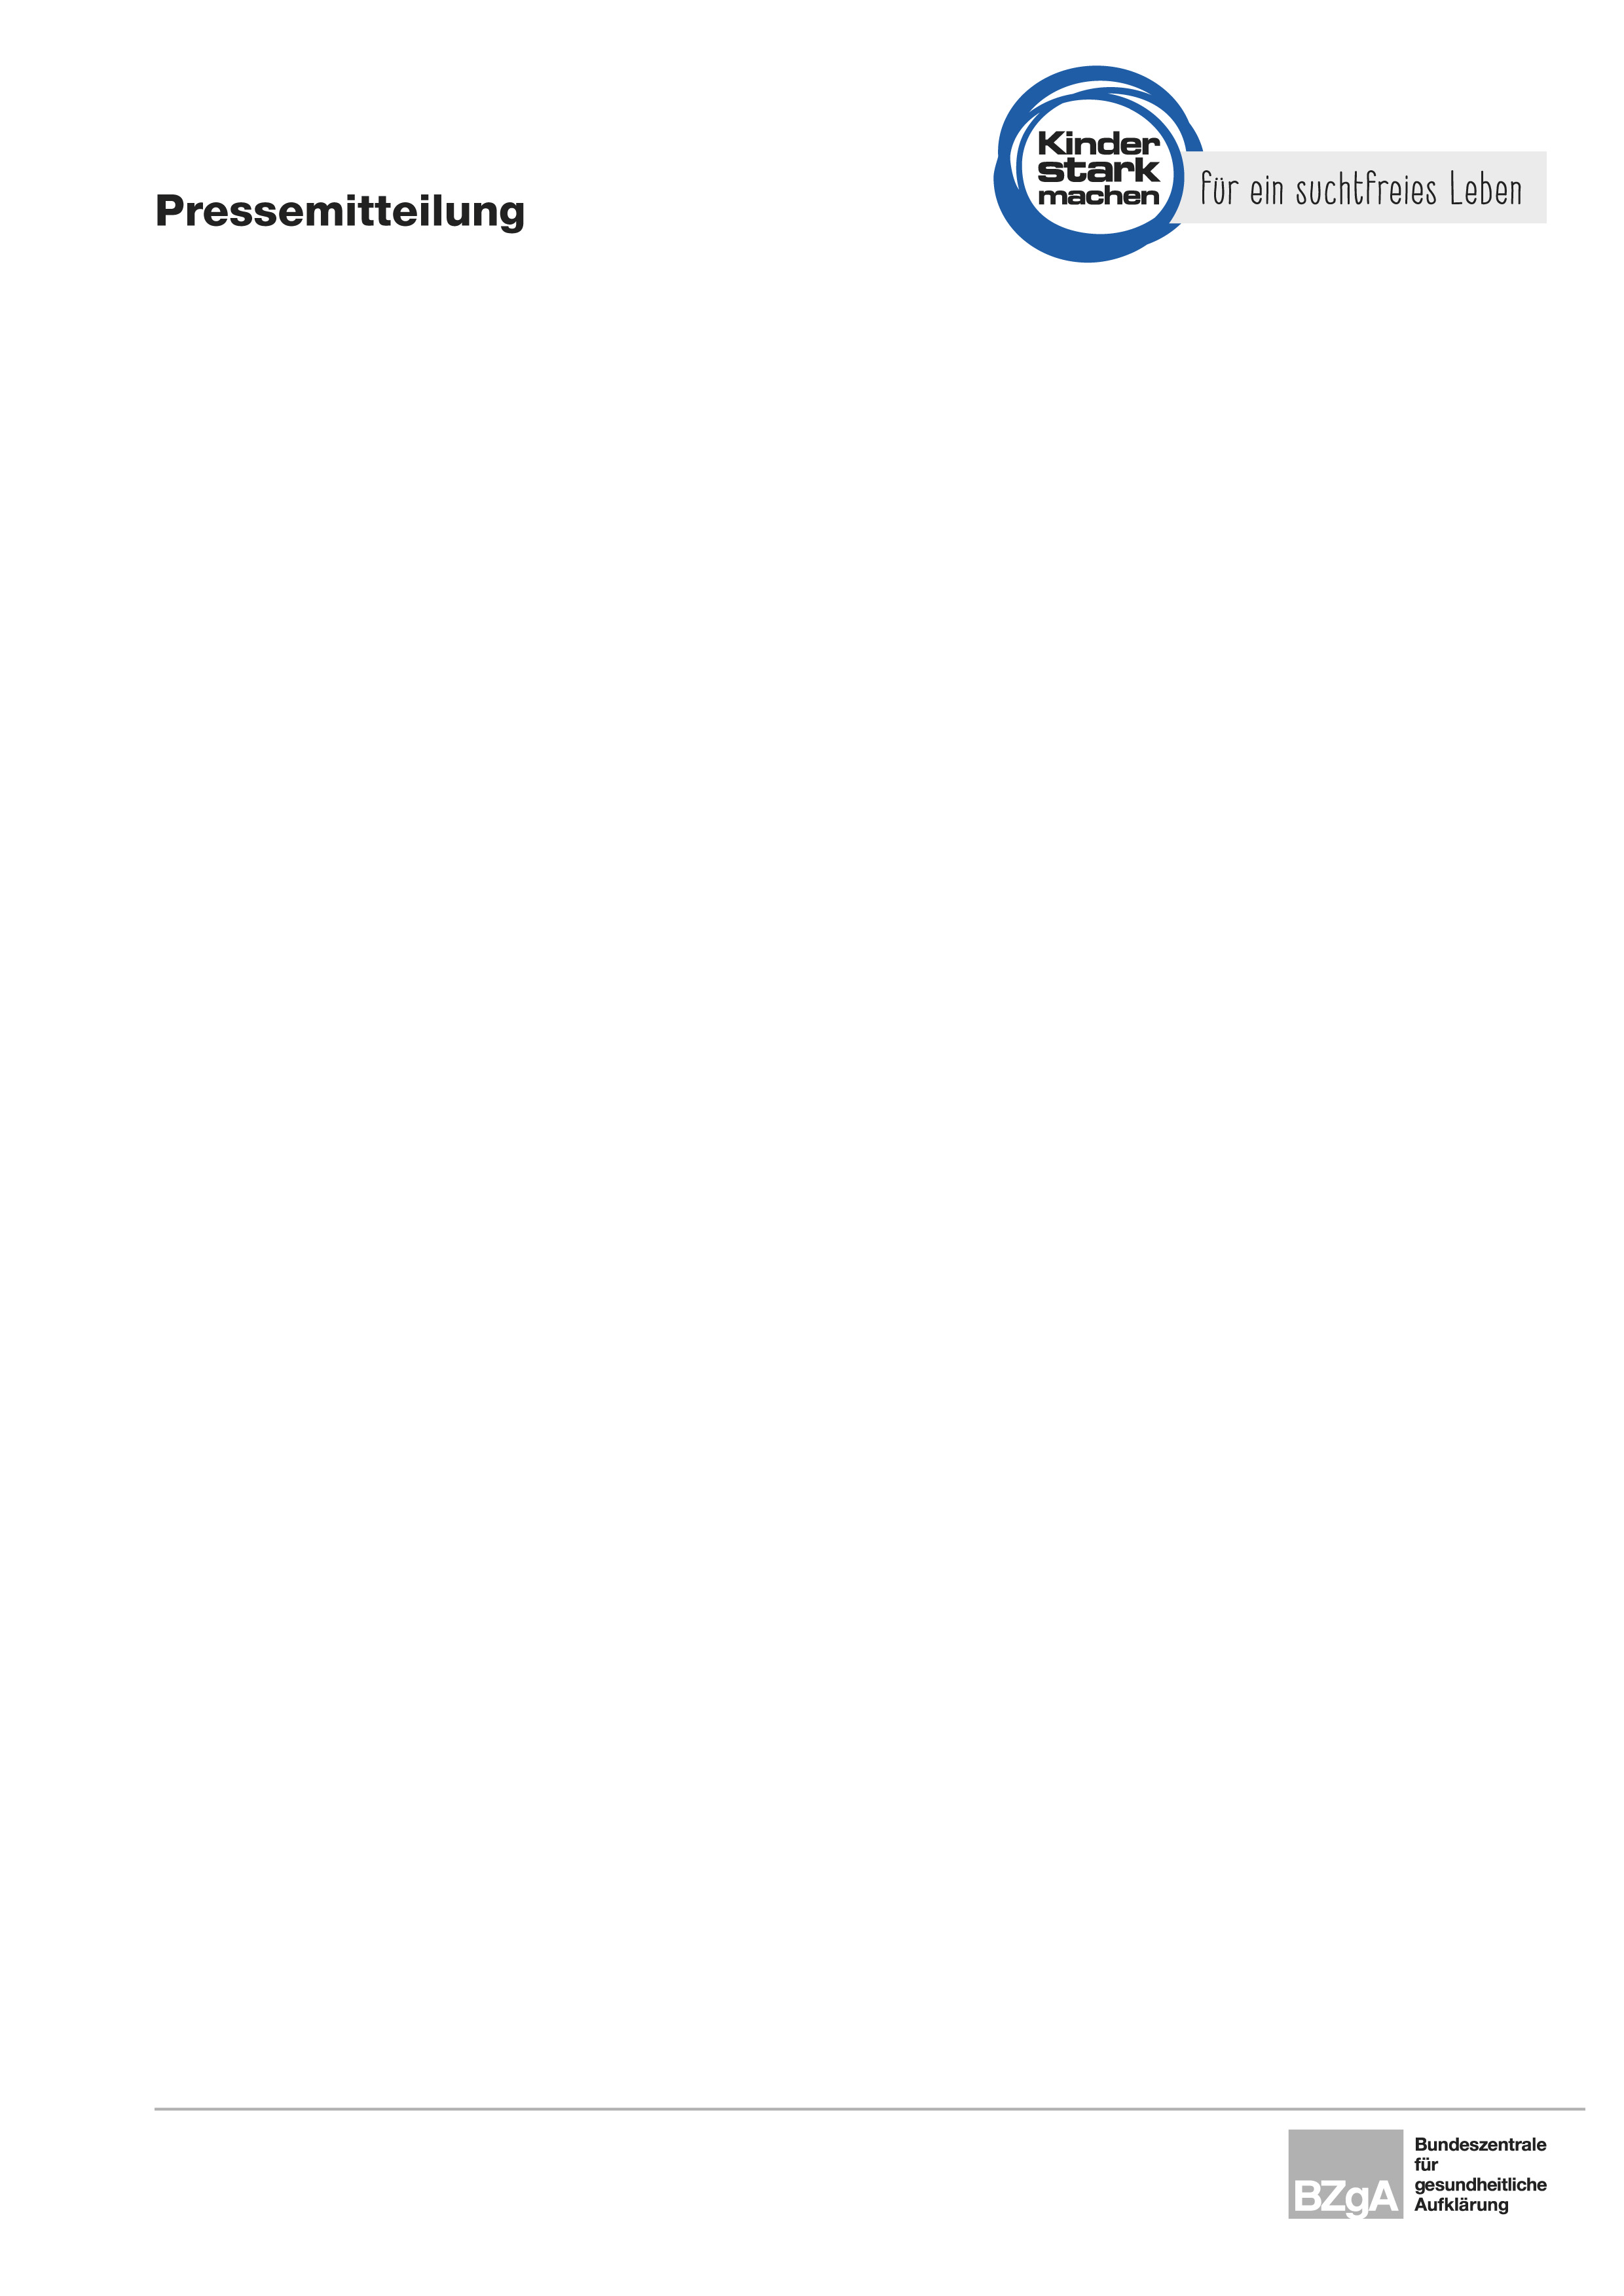 Pressemitteilung
Kinder
stark
machen
für ein suchtfreies Leben
BZgA
Bundeszentrale
für
gesundheitliche
Aufklärung